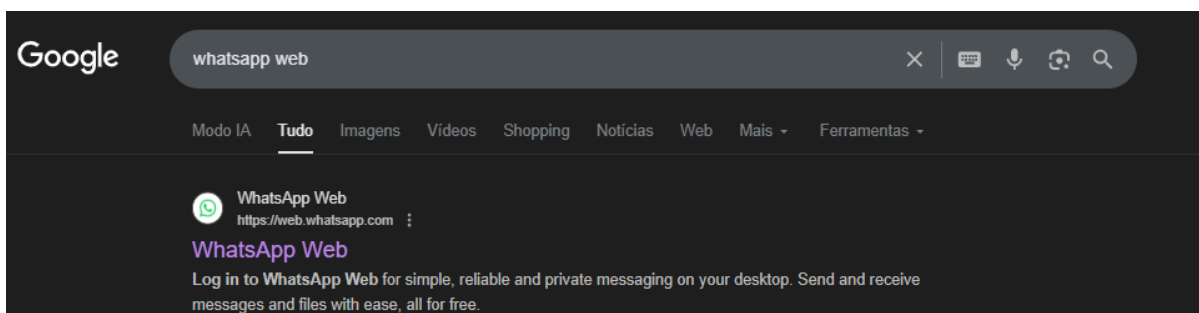 Google
whatsapp web
Modo IA Tudo Imagens Vídeos Shopping Notícias Web Mais Ferramentas
WhatsApp Web
https://web.whatsapp.com
WhatsApp Web
Log in to WhatsApp Web for simple, reliable and private messaging on your desktop. Send and receive
messages and files with ease, all for free.